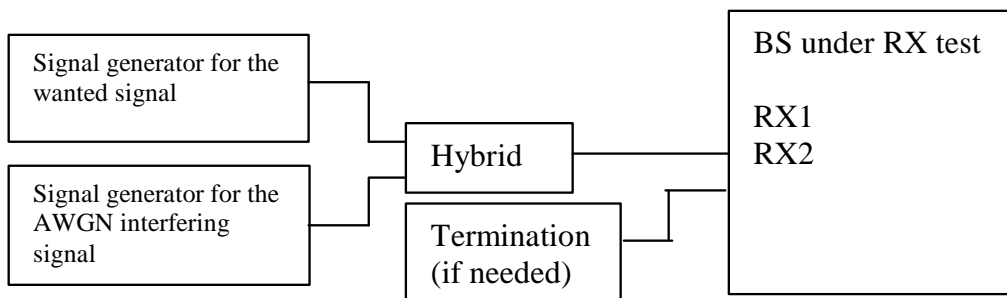 Signal generator for the
wanted signal
Signal generator for the
AWGN interfering
signal
Hybrid
Termination
(if needed)
BS under RX test
RX1
RX2